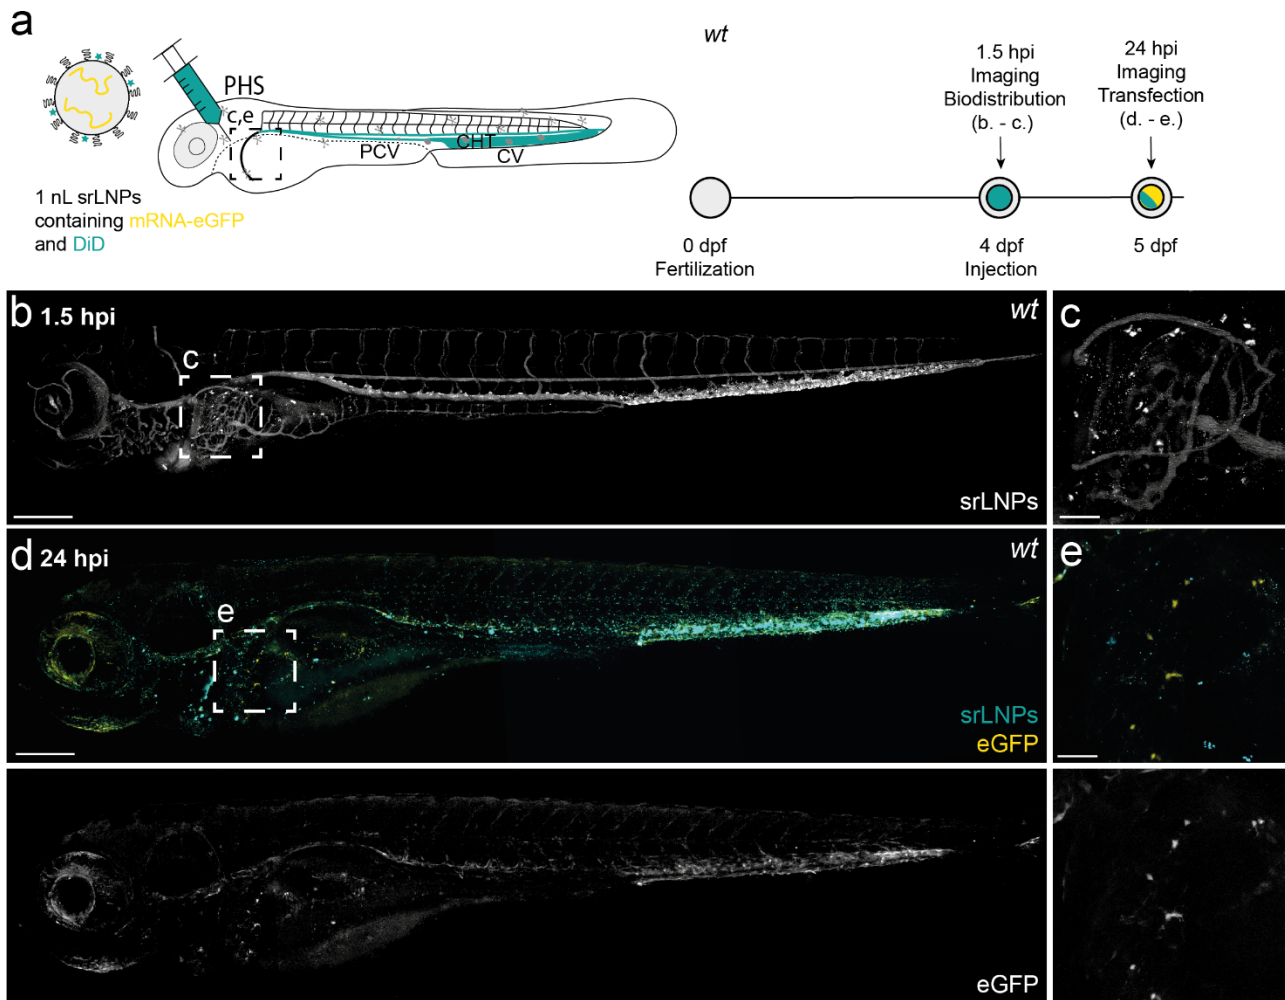 a
PHS
c,e
PCV
CHT
CV
1 nL srLNPs
containing mRNA-eGFP
and DiD
wt
1.5 hpi
Imaging
Biodistribution
(b. - c.)
24 hpi
Imaging
Transfection
(d. - e.)
0 dpf
Fertilization
4 dpf
Injection
5 dpf
b 1.5 hpi
wt
c
srLNPs
c
d 24 hpi
wt
e
srLNPs
eGFP
e
eGFP